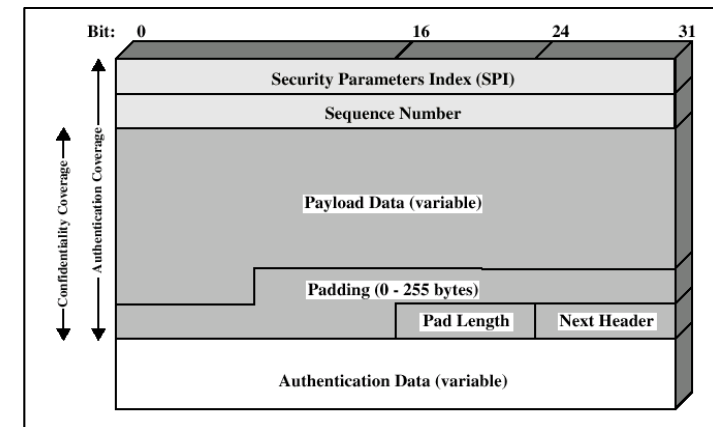 Bit: 0 16 24 31
Security Parameters Index (SPI)
Sequence Number
Confidentiality Coverage
Authentication Coverage
Payload Data (variable)
Padding (0 - 255 bytes)
Pad Length Next Header
Authentication Data (variable)